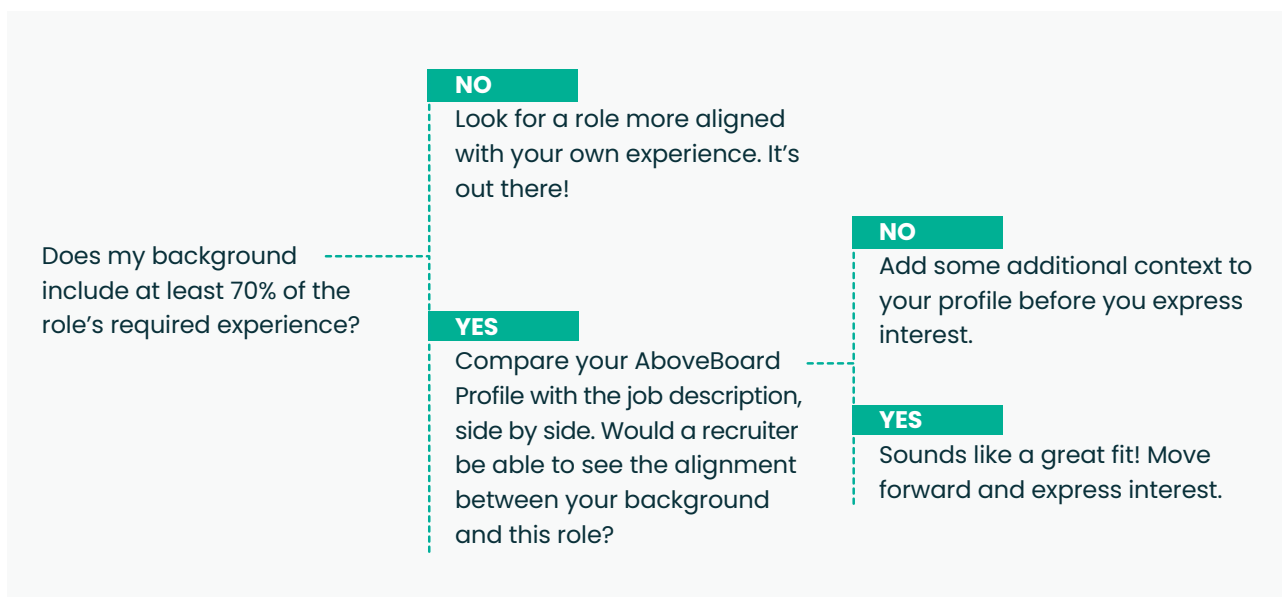 Does my background
include at least 70% of the
role's required experience?
NO
Look for a role more aligned
with your own experience. It's
out there!
YES
Compare your AboveBoard
Profile with the job description,
side by side. Would a recruiter
be able to see the alignment
between your background
and this role?
NO
Add some additional context to
your profile before you express
interest.
YES
Sounds like a great fit! Move
forward and express interest.